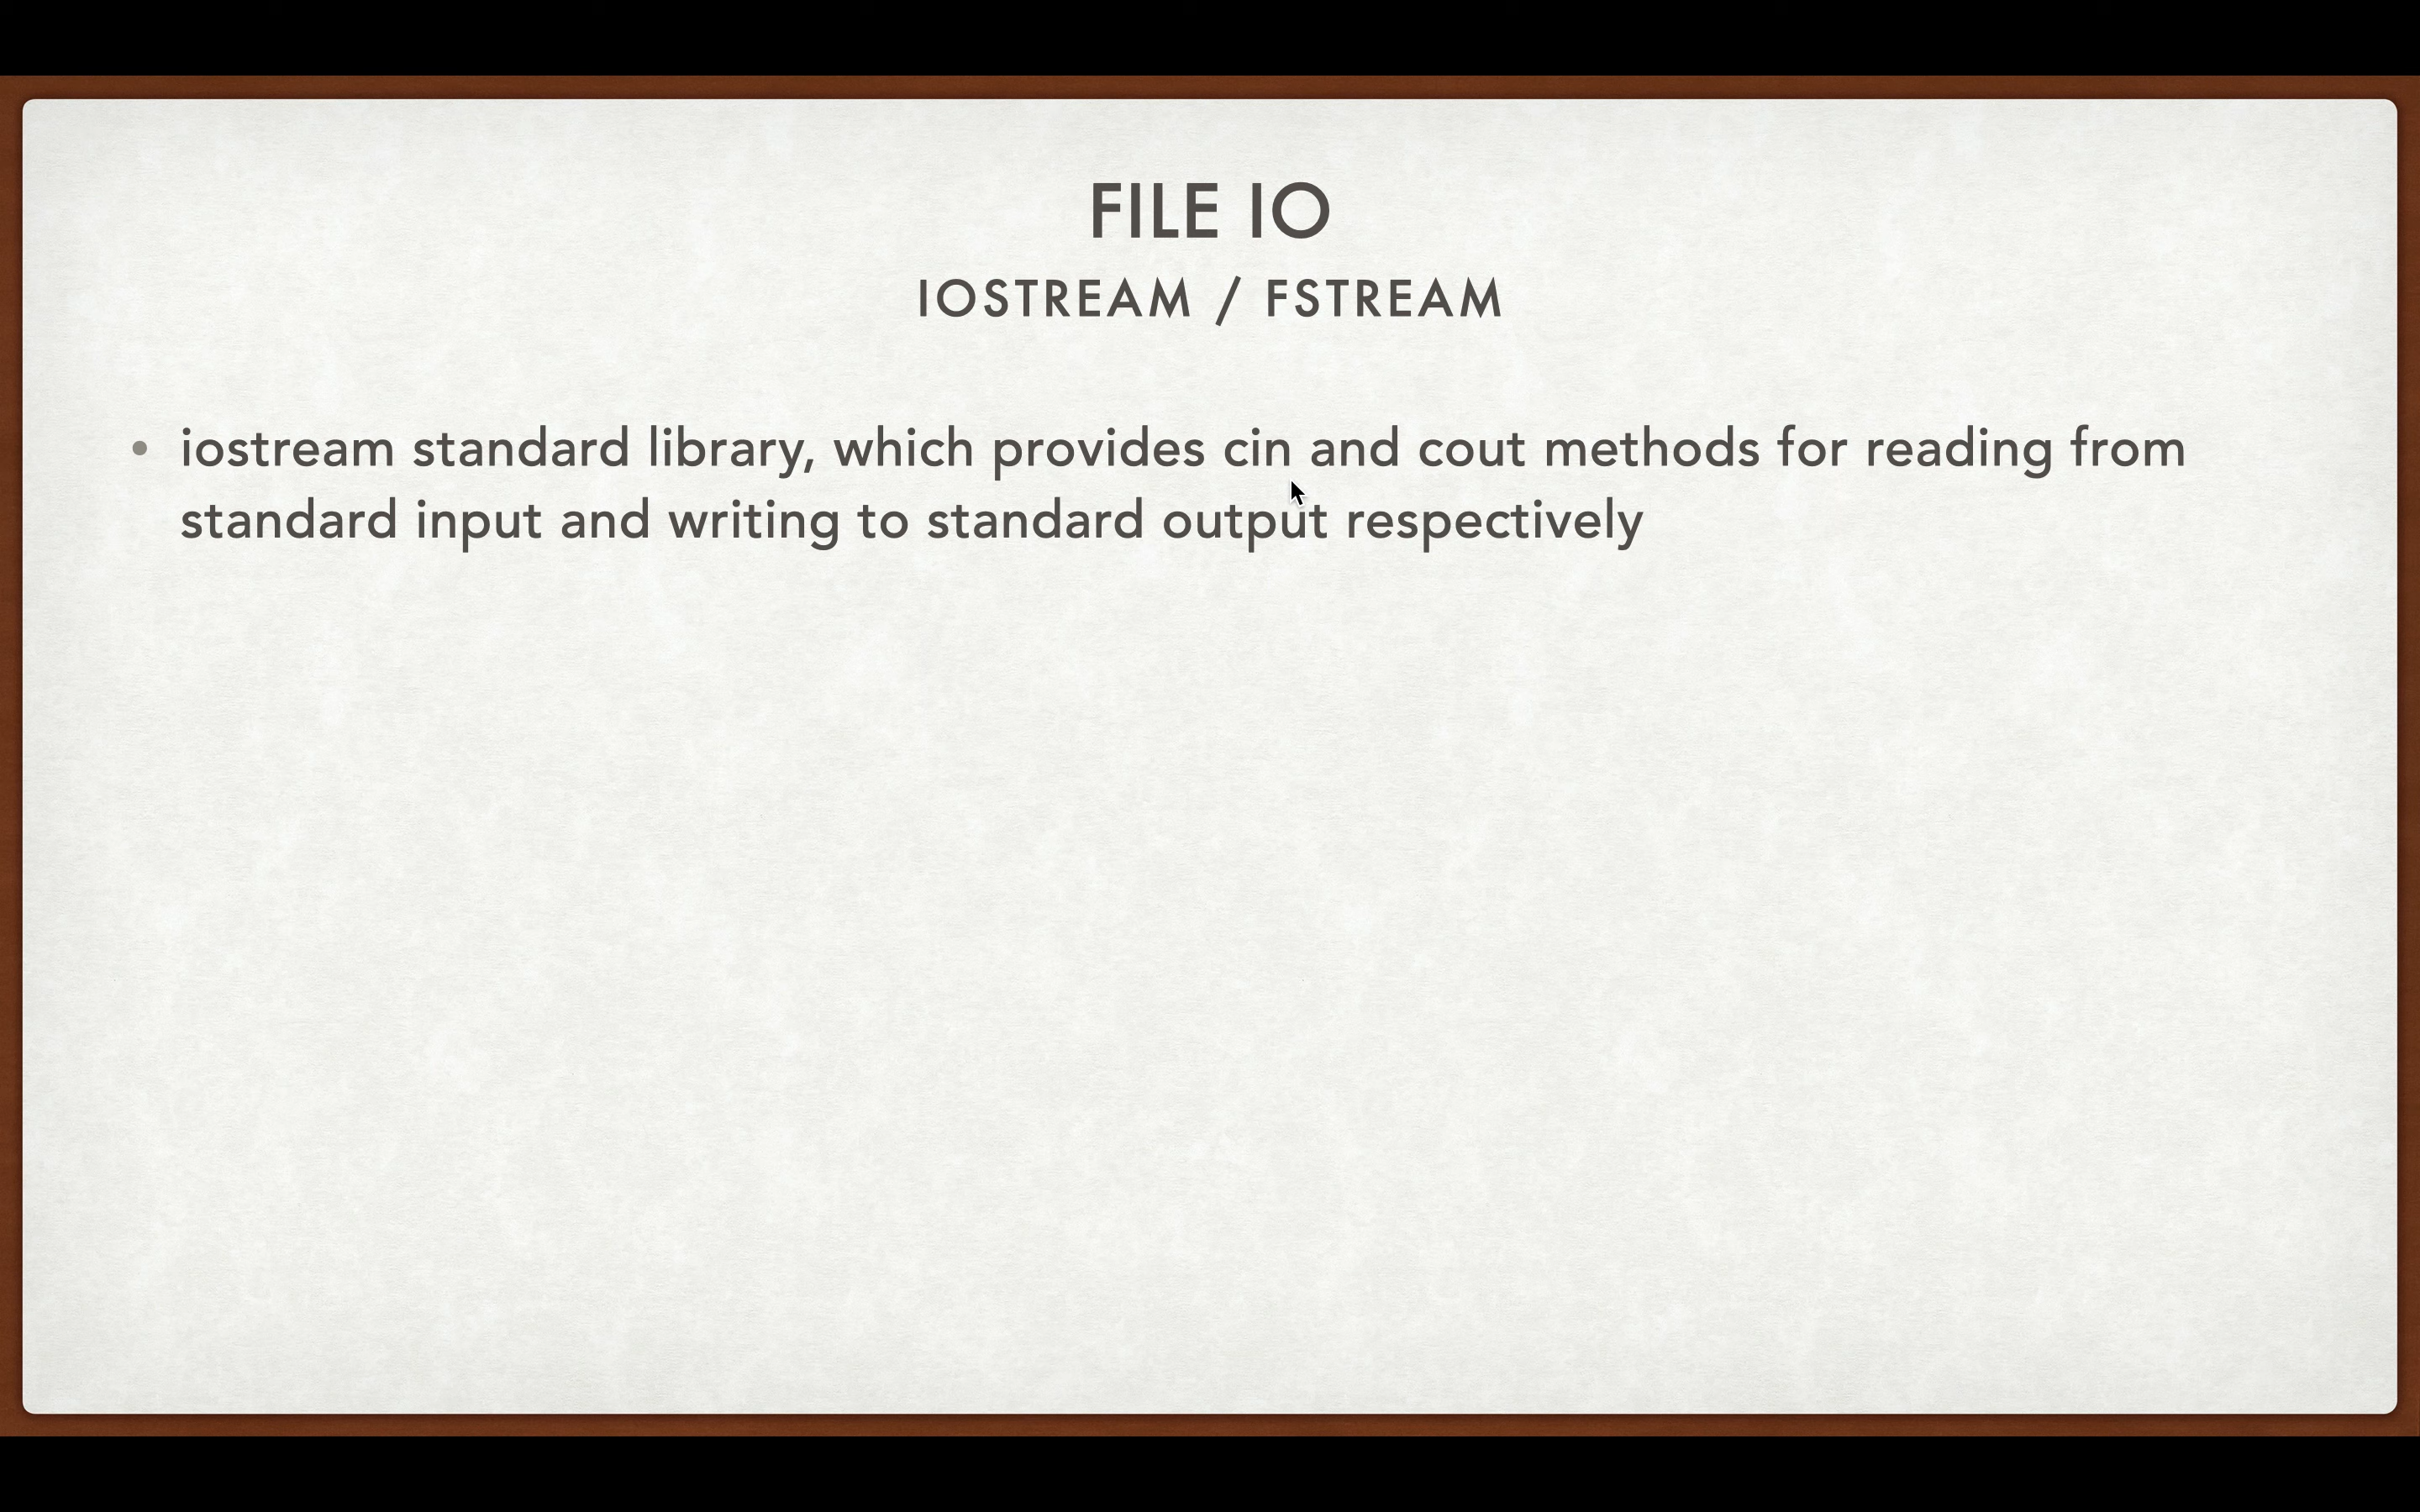 FILE IO
IOSTREAM / FSTREAM
• iostream standard library, which provides cin and cout methods for reading from
standard input and writing to standard output respectively